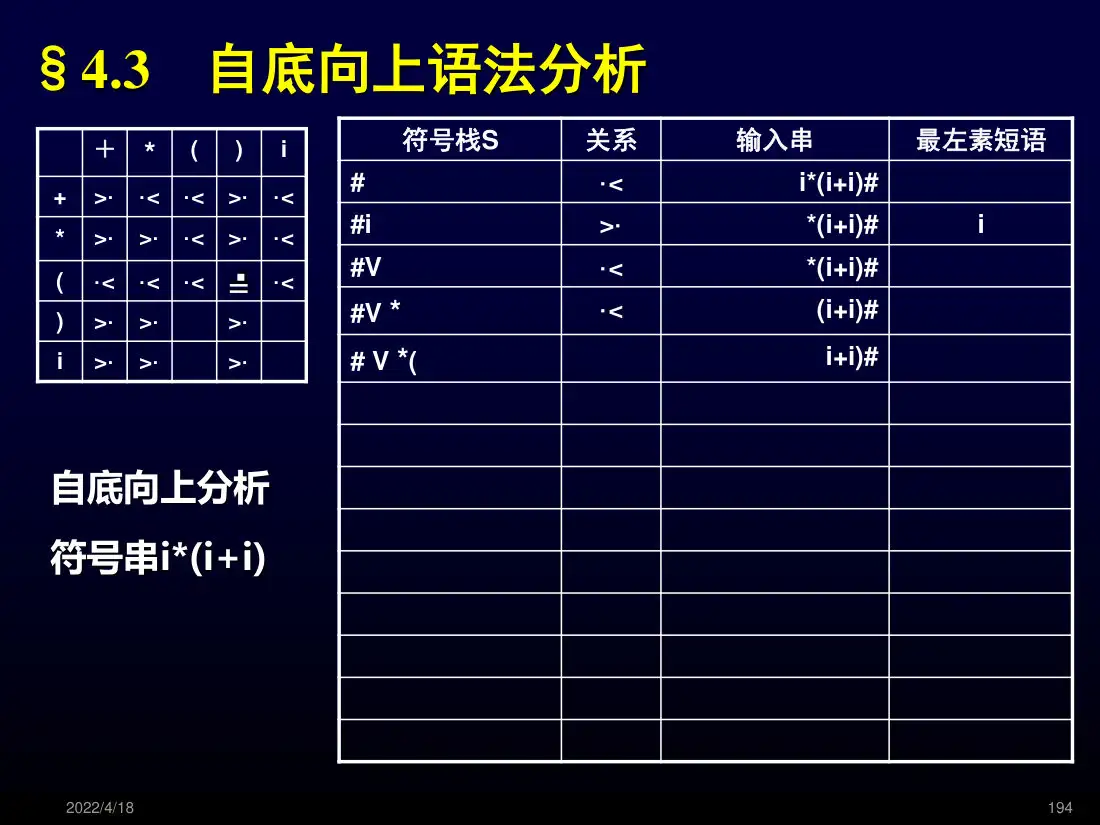 §4.3 自底向上语法分析
＋ * ( ) i
+ >· ·< ·< >· ·<
* >· >· ·< >· ·<
( ·< ·< ·< ≐ ·<
) >· >· >·
i >· >· >·
符号栈S 关系 输入串 最左素短语
# ·< i*(i+i)#
#i >· *(i+i)# i
#V ·< *(i+i)#
#V * ·< (i+i)#
# V *( i+i)#
自底向上分析
符号串i*(i+i)
2022/4/18
194